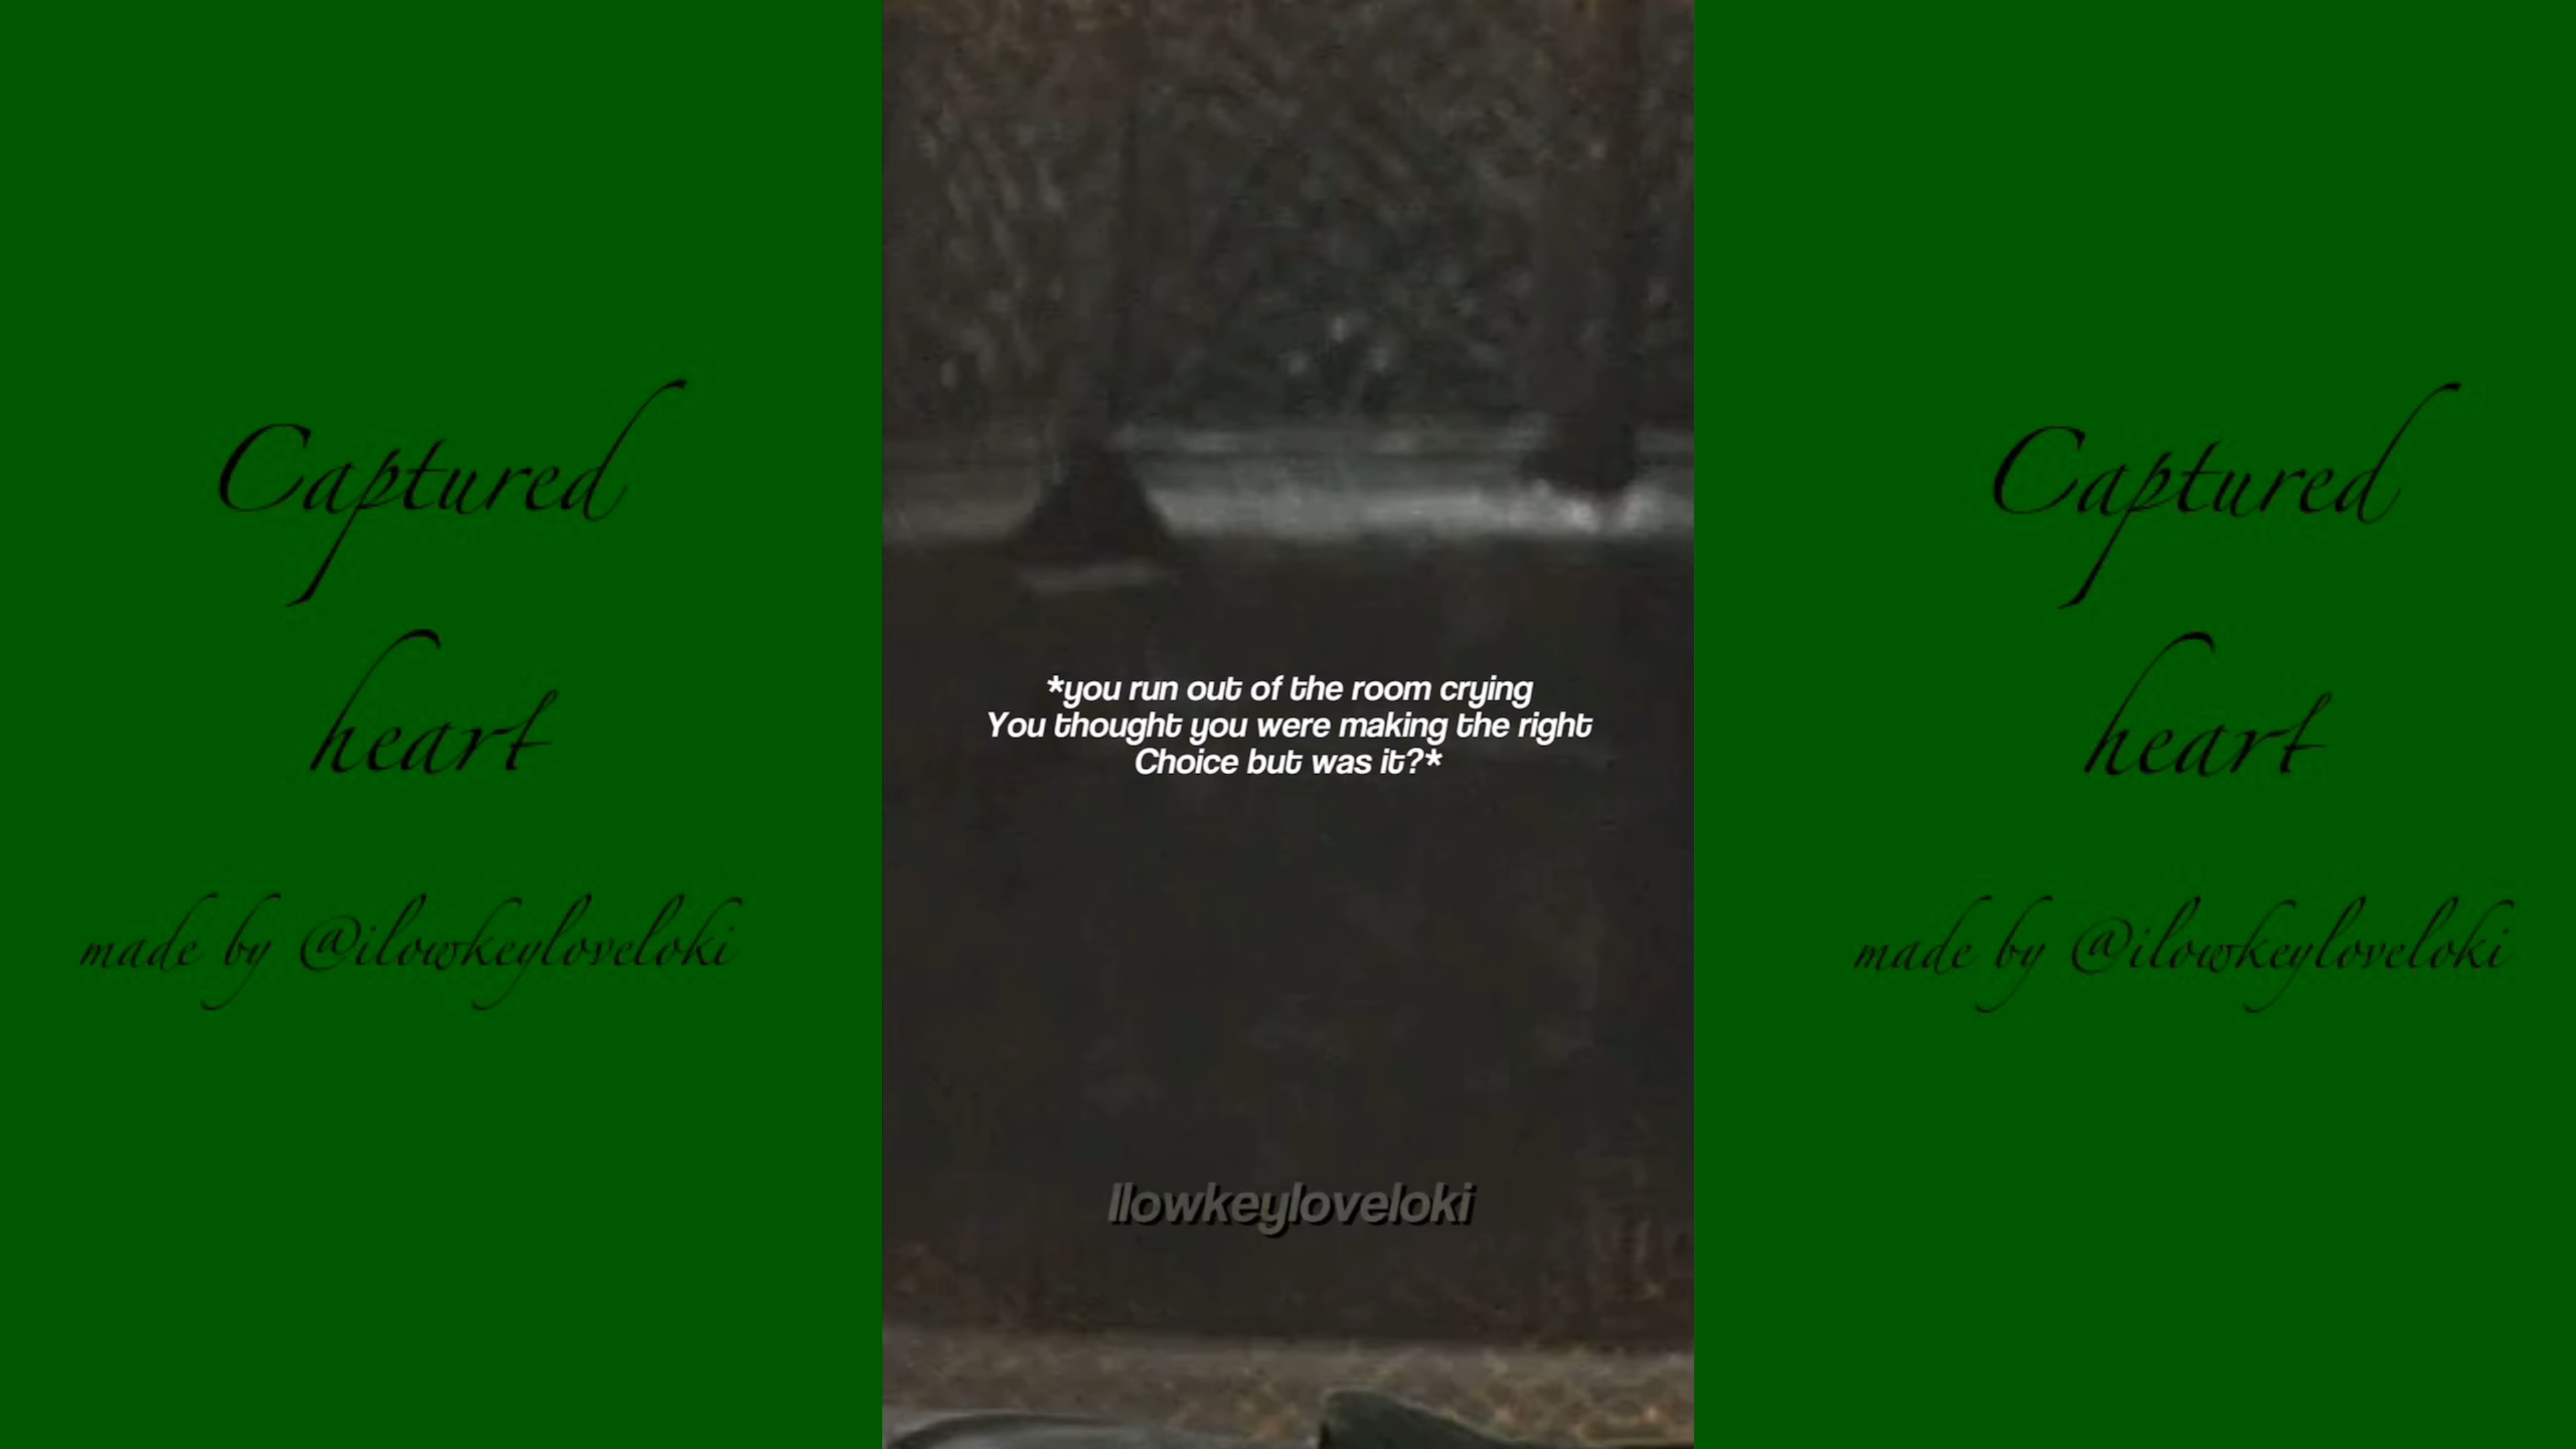 Captured
heart
made by @ilowkeyloveloki
*you run out of the room crying
You thought you were making the right
Choice but was it?*
Ilowkeyloveloki
Captured
heart
made by @ilowkeyloveloki